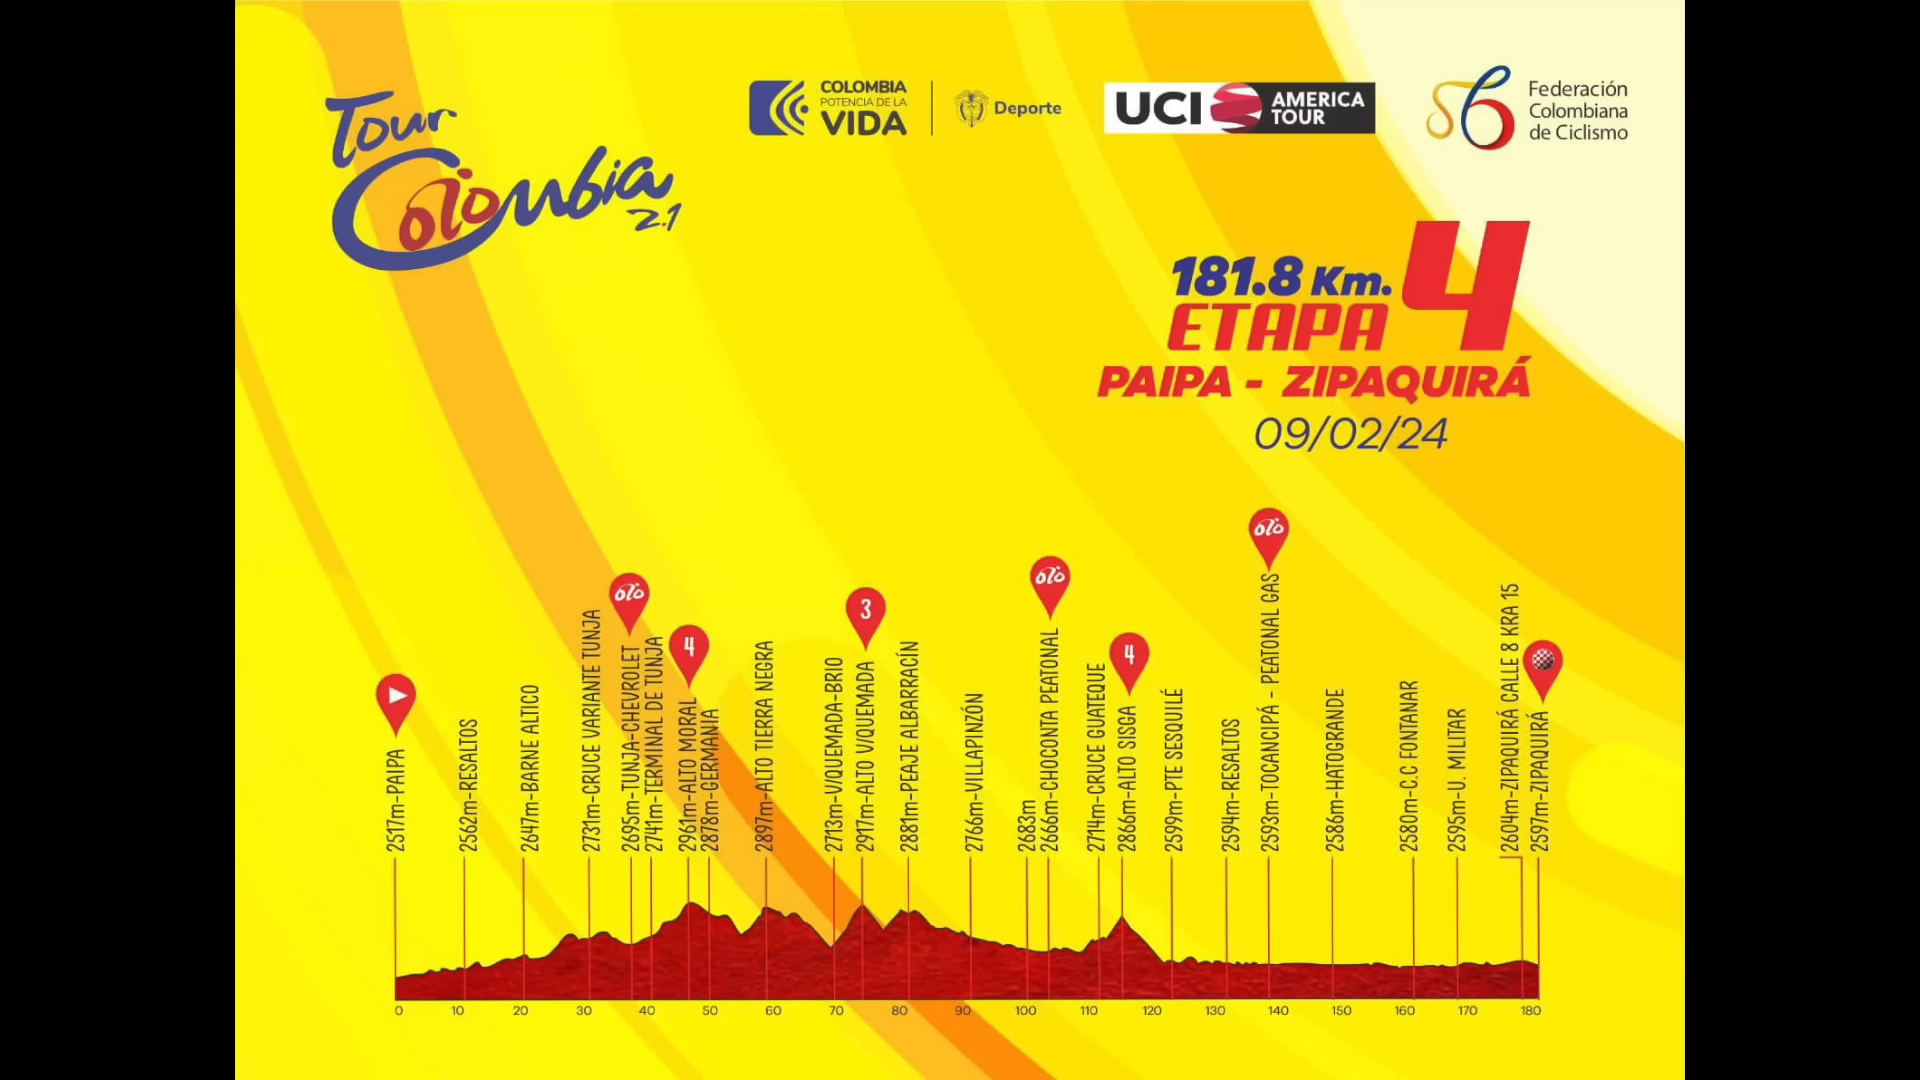 Tour
Colombia
2.1
COLOMBIA
POTENCIA DE LA
VIDA
Deporte
UCI AMERICA
TOUR
Federación
Colombiana
de Ciclismo
181.8 Km.
ETAPA 4
PAIPA - ZIPAQUIRÁ
09/02/24
2517m-PAIPA
2562m-RESALTOS
2647m-BARNE ALTICO
2731m-CRUCE VARIANTE TUNJA
olo
2695m-TUNJA-CHEVROLET
2741m-TERMINAL DE TUNJA
4
2961m-ALTO MORAL
2878m-GERMANIA
2897m-ALTO TIERRA NEGRA
2713m-V/QUEMADA-BRIO
3
2917m-ALTO V/QUEMADA
2881m-PEAJE ALBARRACÍN
2766m-VILLAPINZÓN
2683m
olo
2666m-CHOCONTA PEATONAL
2714m-CRUCE GUATEQUE
4
2866m-ALTO SISGA
2599m-PTE SESQUILÉ
2594m-RESALTOS
olo
2593m-TOCANCIPÁ - PEATONAL GAS
2586m-HATOGRANDE
2580m-C.C FONTANAR
2595m-U. MILITAR
2604m-ZIPAQUIRÁ CALLE 8 KRA 15
2597m-ZIPAQUIRÁ
0 10 20 30 40 50 60 70 80 90 100 110 120 130 140 150 160 170 180